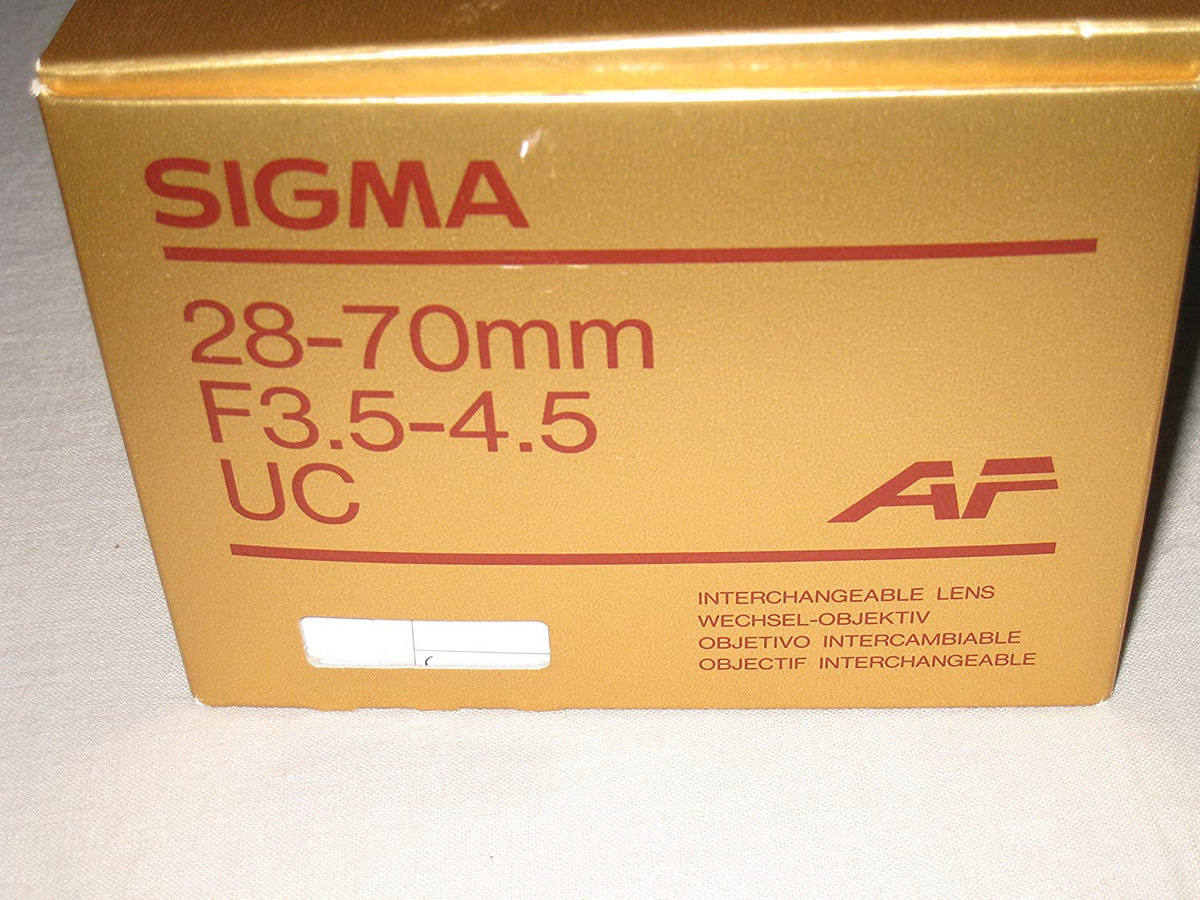 SIGMA
28-70mm
F3.5-4.5
UC
AF
INTERCHANGEABLE LENS
WECHSEL-OBJEKTIV
OBJETIVO INTERCAMBIABLE
OBJECTIF INTERCHANGEABLE